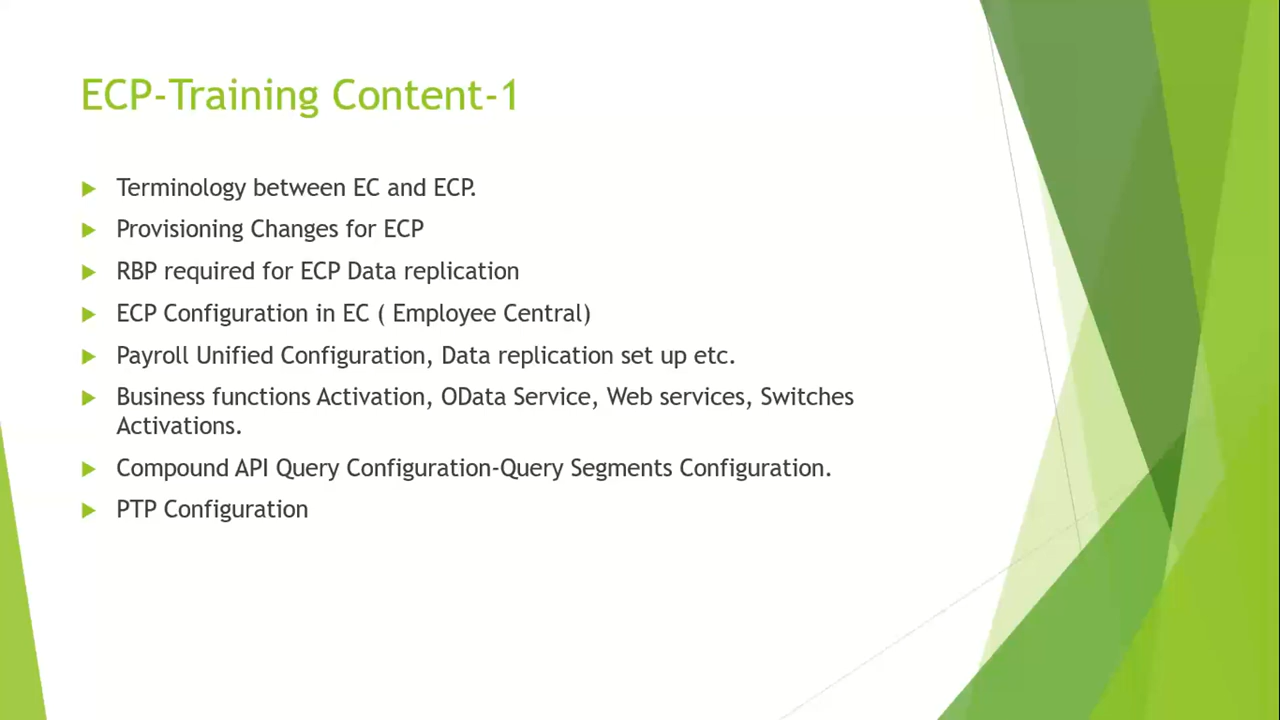 ECP-Training Content-1
Terminology between EC and ECP.
Provisioning Changes for ECP
RBP required for ECP Data replication
ECP Configuration in EC ( Employee Central)
Payroll Unified Configuration, Data replication set up etc.
Business functions Activation, OData Service, Web services, Switches
Activations.
Compound API Query Configuration-Query Segments Configuration.
PTP Configuration